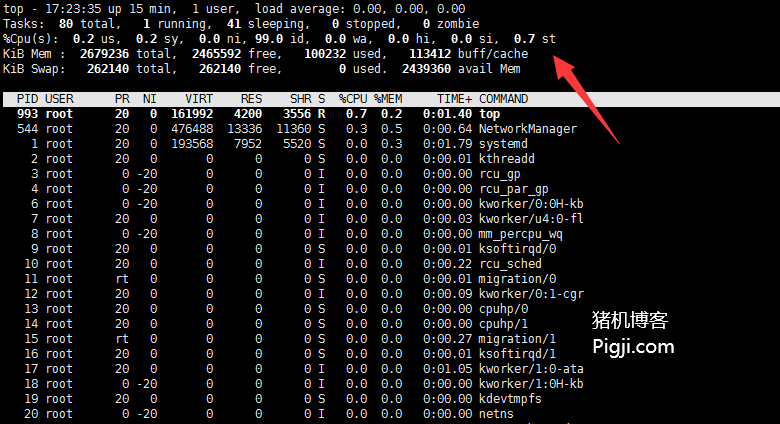 top - 17:23:35 up 15 min,  1 user,  load average: 0.00, 0.00, 0.00
Tasks:  80 total,   1 running,  41 sleeping,   0 stopped,   0 zombie
%Cpu(s):  0.2 us,  0.2 sy,  0.0 ni, 99.0 id,  0.0 wa,  0.0 hi,  0.0 si,  0.7 st
KiB Mem :  2679236 total,  2465592 free,   100232 used,   113412 buff/cache
KiB Swap:   262140 total,   262140 free,        0 used.  2439360 avail Mem
PID USER      PR  NI    VIRT    RES    SHR S  %CPU %MEM     TIME+ COMMAND
993 root      20   0  161992   4200   3556 R   0.7  0.2   0:01.40 top
544 root      20   0  476488  13336  11360 S   0.3  0.5   0:00.64 NetworkManager
1 root      20   0  193568   7952   5520 S   0.0  0.3   0:01.79 systemd
2 root      20   0       0      0      0 S   0.0  0.0   0:00.01 kthreadd
3 root       0 -20       0      0      0 I   0.0  0.0   0:00.00 rcu_gp
4 root       0 -20       0      0      0 I   0.0  0.0   0:00.00 rcu_par_gp
6 root       0 -20       0      0      0 I   0.0  0.0   0:00.00 kworker/0:0H-kb
7 root      20   0       0      0      0 I   0.0  0.0   0:00.03 kworker/u4:0-fl
8 root       0 -20       0      0      0 I   0.0  0.0   0:00.00 mm_percpu_wq
9 root      20   0       0      0      0 S   0.0  0.0   0:00.01 ksoftirqd/0
10 root      20   0       0      0      0 I   0.0  0.0   0:00.22 rcu_sched
11 root      rt   0       0      0      0 S   0.0  0.0   0:00.01 migration/0
12 root      20   0       0      0      0 I   0.0  0.0   0:00.09 kworker/0:1-cgr
13 root      20   0       0      0      0 S   0.0  0.0   0:00.00 cpuhp/0
14 root      20   0       0      0      0 S   0.0  0.0   0:00.00 cpuhp/1
15 root      rt   0       0      0      0 S   0.0  0.0   0:00.27 migration/1
16 root      20   0       0      0      0 S   0.0  0.0   0:00.01 ksoftirqd/1
17 root      20   0       0      0      0 I   0.0  0.0   0:01.05 kworker/1:0-ata
18 root       0 -20       0      0      0 I   0.0  0.0   0:00.00 kworker/1:0H-kb
19 root      20   0       0      0      0 S   0.0  0.0   0:00.00 kdevtmpfs
20 root       0 -20       0      0      0 I   0.0  0.0   0:00.00 netns
猪机博客
Pigji.com